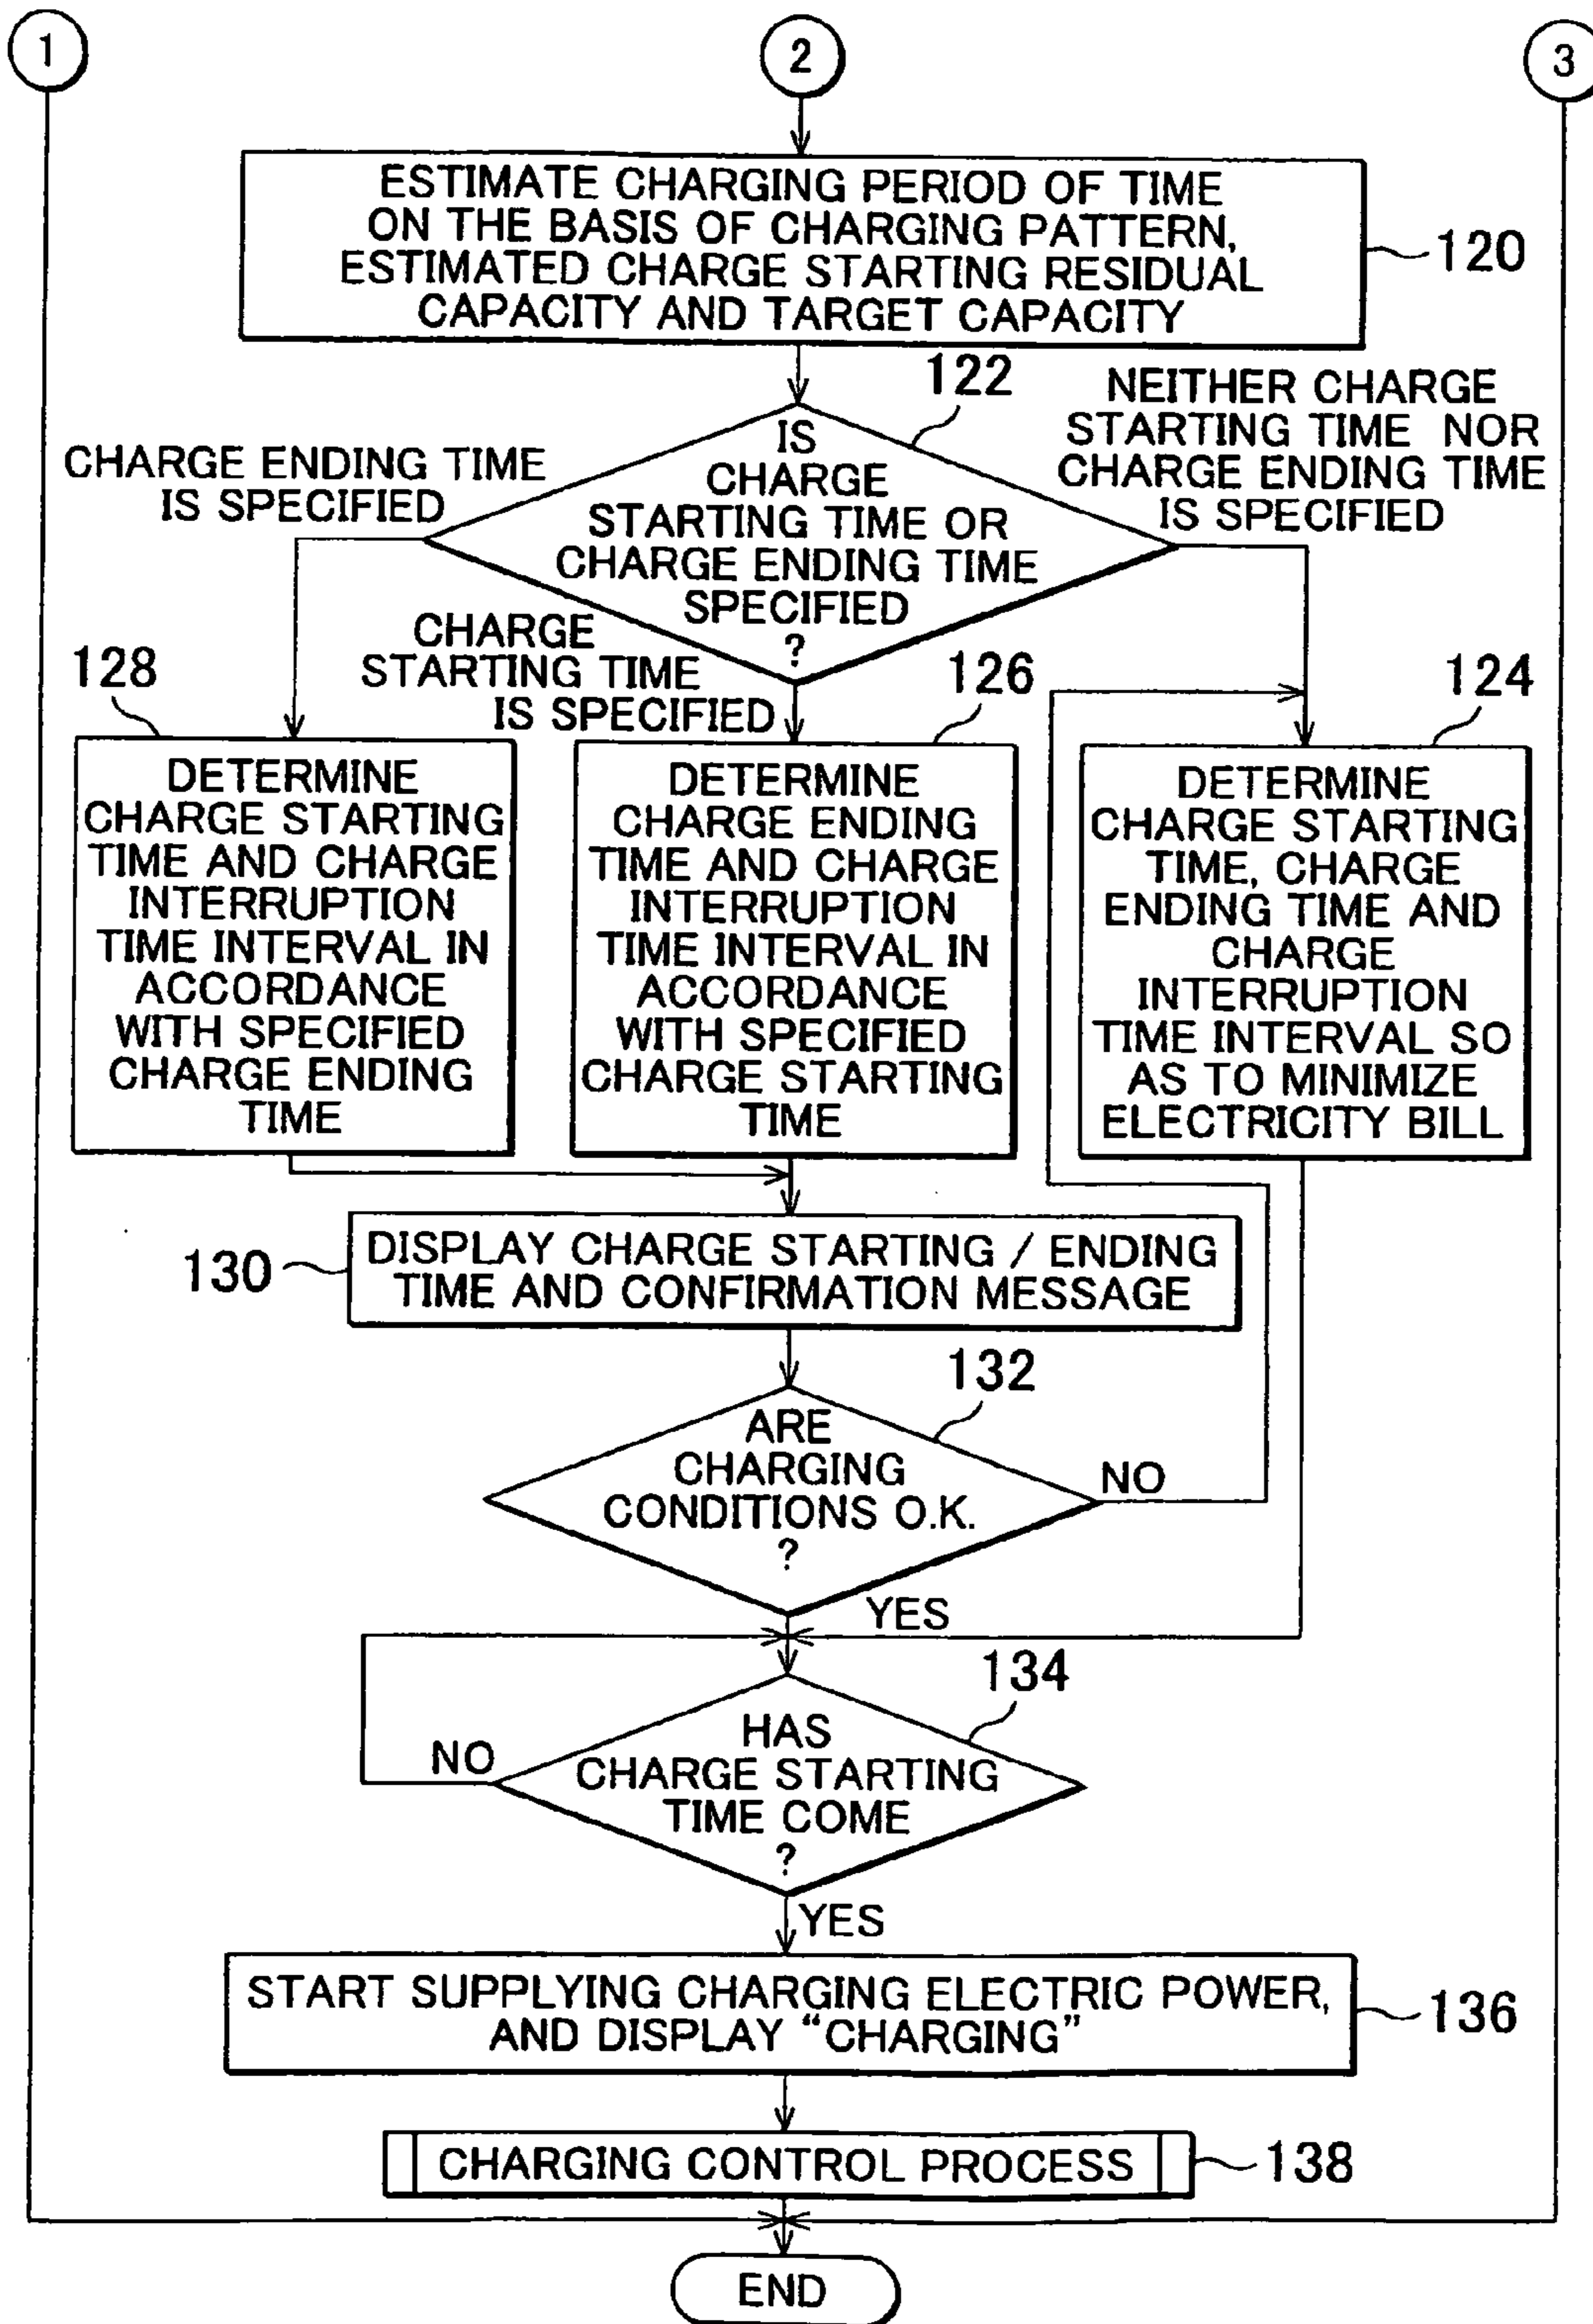 1
2
3
ESTIMATE CHARGING PERIOD OF TIME
ON THE BASIS OF CHARGING PATTERN,
ESTIMATED CHARGE STARTING RESIDUAL
CAPACITY AND TARGET CAPACITY
120
122
IS
CHARGE
STARTING TIME OR
CHARGE ENDING TIME
SPECIFIED
?
CHARGE ENDING TIME
IS SPECIFIED
NEITHER CHARGE
STARTING TIME NOR
CHARGE ENDING TIME
IS SPECIFIED
CHARGE
STARTING TIME
IS SPECIFIED
128
DETERMINE
CHARGE STARTING
TIME AND CHARGE
INTERRUPTION
TIME INTERVAL IN
ACCORDANCE
WITH SPECIFIED
CHARGE ENDING
TIME
126
DETERMINE
CHARGE ENDING
TIME AND CHARGE
INTERRUPTION
TIME INTERVAL IN
ACCORDANCE
WITH SPECIFIED
CHARGE STARTING
TIME
124
DETERMINE
CHARGE STARTING
TIME, CHARGE
ENDING TIME AND
CHARGE
INTERRUPTION
TIME INTERVAL SO
AS TO MINIMIZE
ELECTRICITY BILL
130
DISPLAY CHARGE STARTING / ENDING
TIME AND CONFIRMATION MESSAGE
132
ARE
CHARGING
CONDITIONS O.K.
?
NO
YES
134
HAS
CHARGE STARTING
TIME COME
?
NO
YES
START SUPPLYING CHARGING ELECTRIC POWER,
AND DISPLAY “CHARGING”
136
CHARGING CONTROL PROCESS
138
END